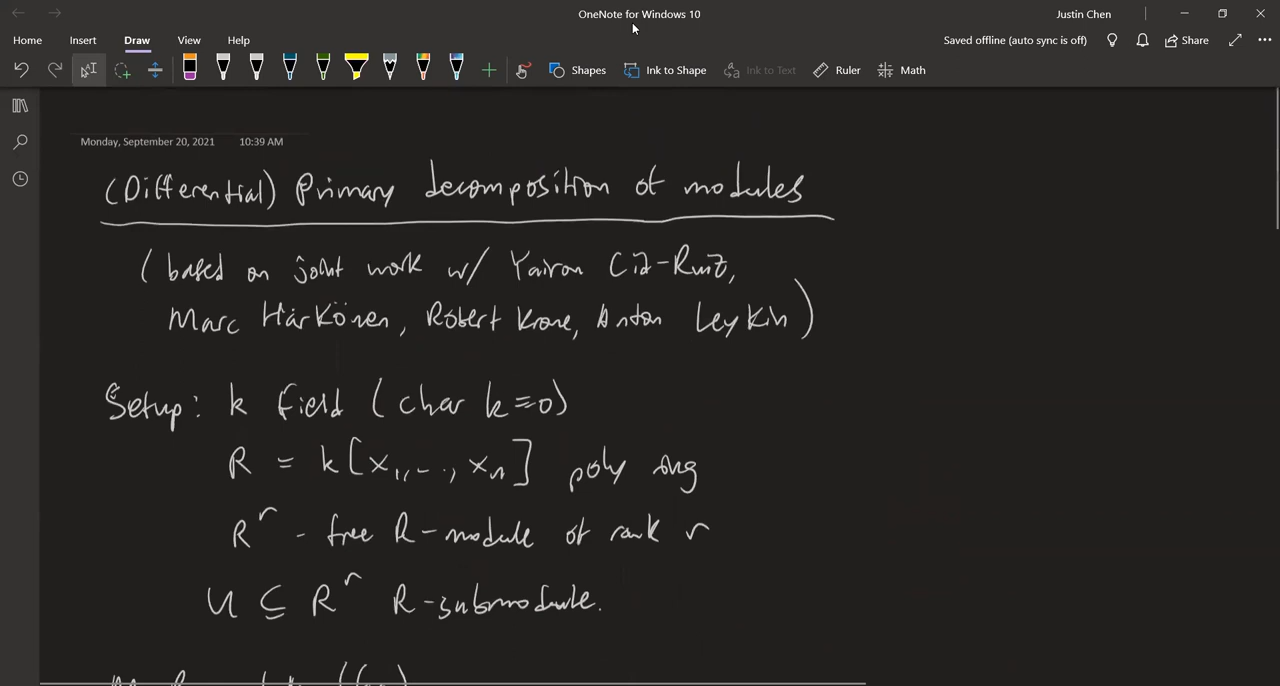 OneNote for Windows 10
Justin Chen
Home Insert Draw View Help
Saved offline (auto sync is off)
Share
Shapes
Ink to Shape
Ink to Text
Ruler
Math
Monday, September 20, 2021 10:39 AM
(Differential) Primary decomposition of modules
(based on joint work w/ Yairon Cid-Ruiz,
Marc Härkönen, Robert Krone, Anton Leykin)
Setup: k field (char k=0)
R = k[x₁,..., xₙ] poly ring
Rʳ - free R-module of rank r
U ⊆ Rʳ R-submodule.